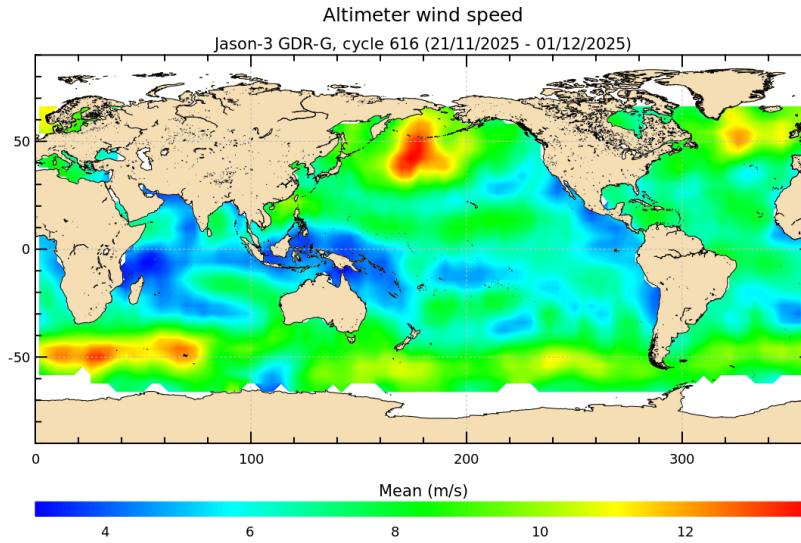 Altimeter wind speed
Jason-3 GDR-G, cycle 616 (21/11/2025 - 01/12/2025)
50
0
-50
0 100 200 300
Mean (m/s)
4 6 8 10 12